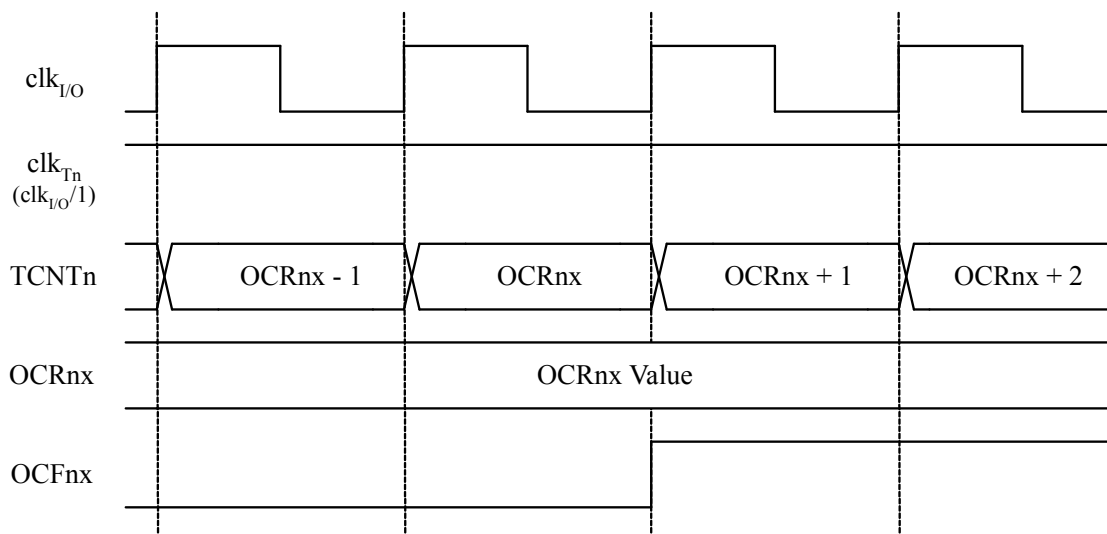 clkI/O
clkTn
(clkI/O/1)
TCNTn OCRnx - 1 OCRnx OCRnx + 1 OCRnx + 2
OCRnx OCRnx Value
OCFnx